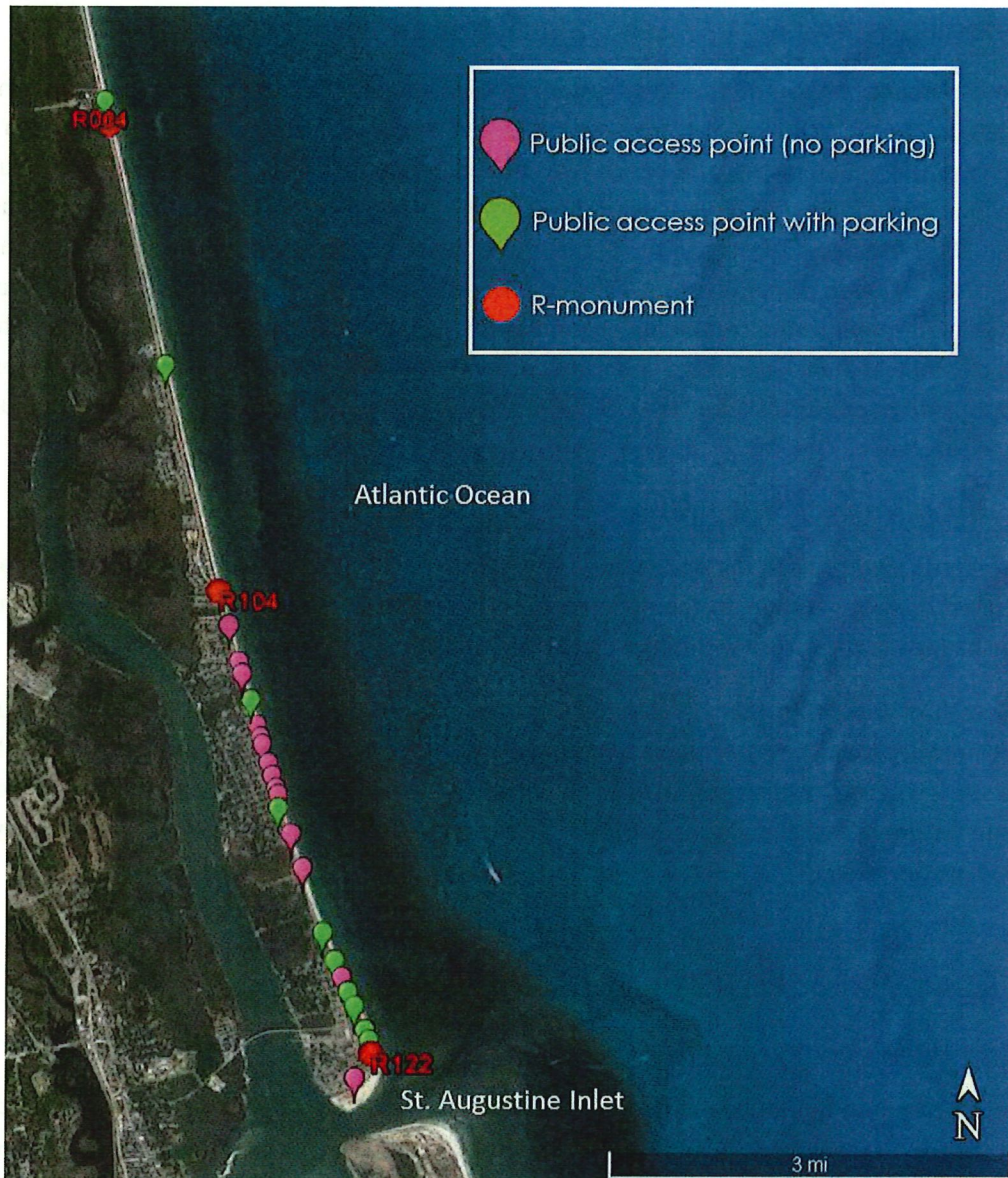 R084
Public access point (no parking)
Public access point with parking
R-monument
Atlantic Ocean
R104
R122
St. Augustine Inlet
N
3 mi